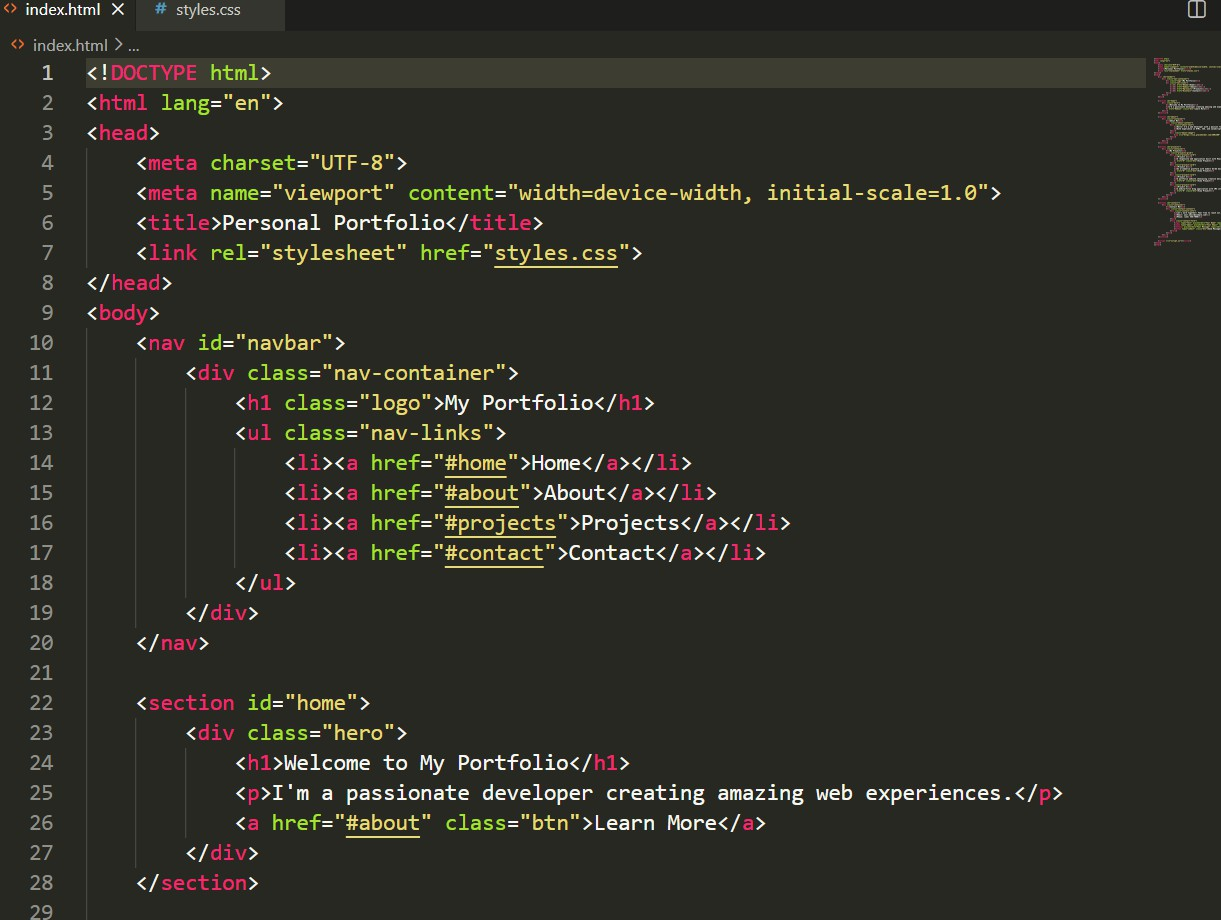 index.html
# styles.css
index.html > ...
1 <!DOCTYPE html>
2 <html lang="en">
3 <head>
4     <meta charset="UTF-8">
5     <meta name="viewport" content="width=device-width, initial-scale=1.0">
6     <title>Personal Portfolio</title>
7     <link rel="stylesheet" href="styles.css">
8 </head>
9 <body>
10     <nav id="navbar">
11         <div class="nav-container">
12             <h1 class="logo">My Portfolio</h1>
13             <ul class="nav-links">
14                 <li><a href="#home">Home</a></li>
15                 <li><a href="#about">About</a></li>
16                 <li><a href="#projects">Projects</a></li>
17                 <li><a href="#contact">Contact</a></li>
18             </ul>
19         </div>
20     </nav>
21
22     <section id="home">
23         <div class="hero">
24             <h1>Welcome to My Portfolio</h1>
25             <p>I'm a passionate developer creating amazing web experiences.</p>
26             <a href="#about" class="btn">Learn More</a>
27         </div>
28     </section>
29